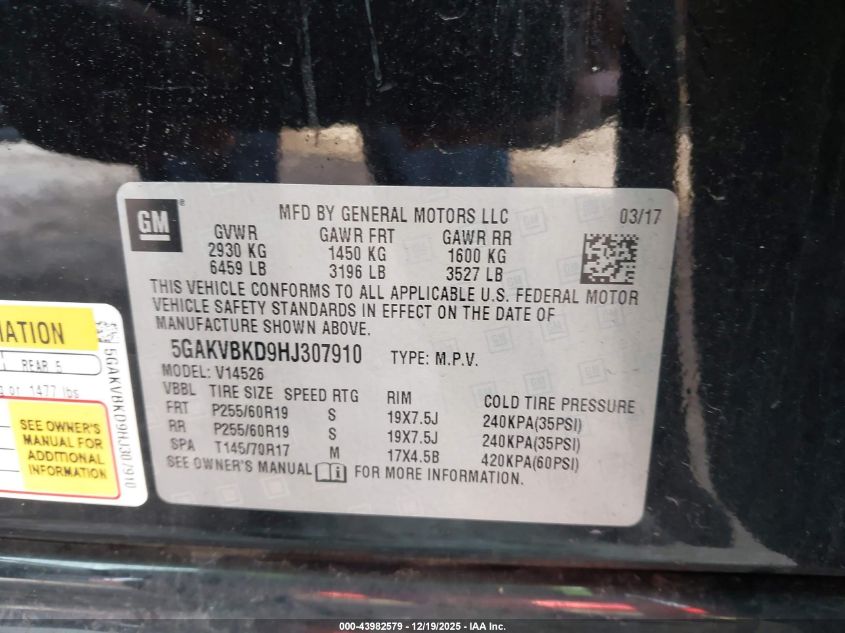 GM ®
MFD BY GENERAL MOTORS LLC 03/17
GVWR GAWR FRT GAWR RR
2930 KG 1450 KG 1600 KG
6459 LB 3196 LB 3527 LB
THIS VEHICLE CONFORMS TO ALL APPLICABLE U.S. FEDERAL MOTOR
VEHICLE SAFETY STANDARDS IN EFFECT ON THE DATE OF
MANUFACTURE SHOWN ABOVE.
5GAKVBKD9HJ307910 TYPE: M.P.V.
MODEL: V14526
VBBL TIRE SIZE SPEED RTG RIM COLD TIRE PRESSURE
FRT P255/60R19 S 19X7.5J 240KPA(35PSI)
RR P255/60R19 S 19X7.5J 240KPA(35PSI)
SPA T145/70R17 M 17X4.5B 420KPA(60PSI)
SEE OWNER'S MANUAL FOR MORE INFORMATION.
REAR 5
or 1477 lbs
SEE OWNER'S
MANUAL FOR
ADDITIONAL
INFORMATION
5GAKVBKD9HJ307910
000-43982579 - 12/19/2025 - IAA Inc.